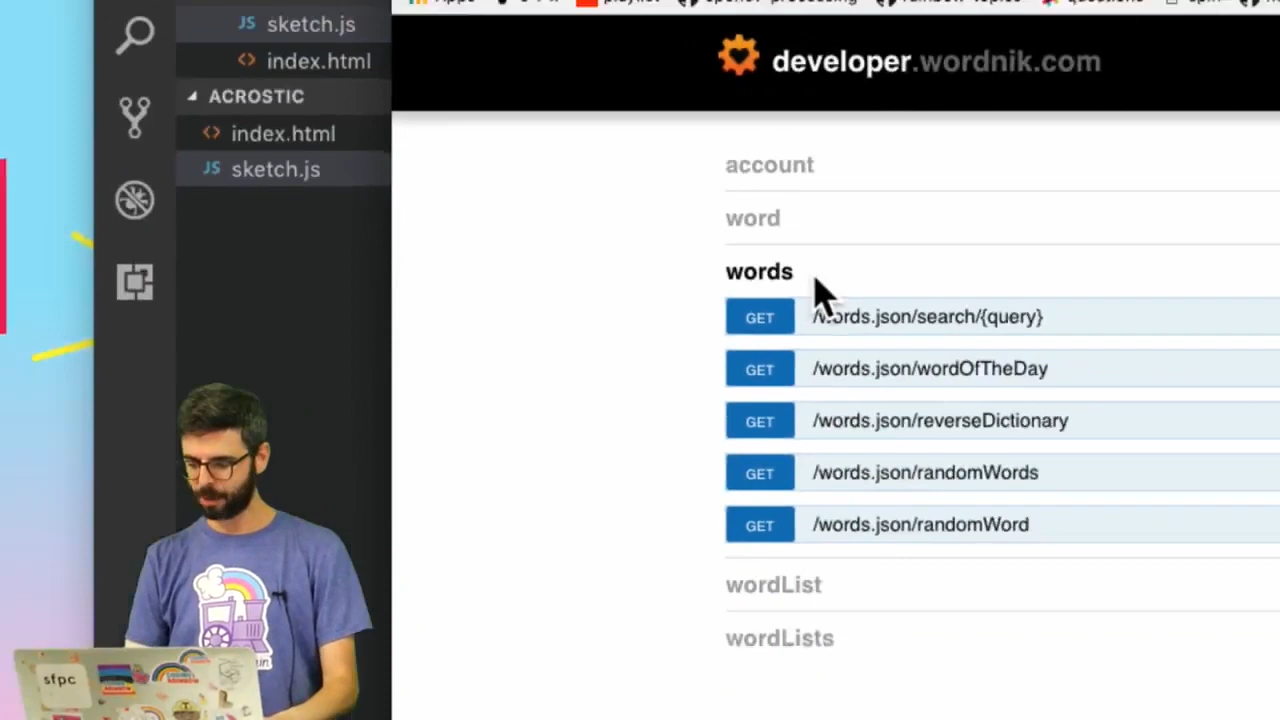 sketch.js
index.html
ACROSTIC
index.html
sketch.js
developer.wordnik.com
account
word
words
GET /words.json/search/{query}
GET /words.json/wordOfTheDay
GET /words.json/reverseDictionary
GET /words.json/randomWords
GET /words.json/randomWord
wordList
wordLists
sfpc